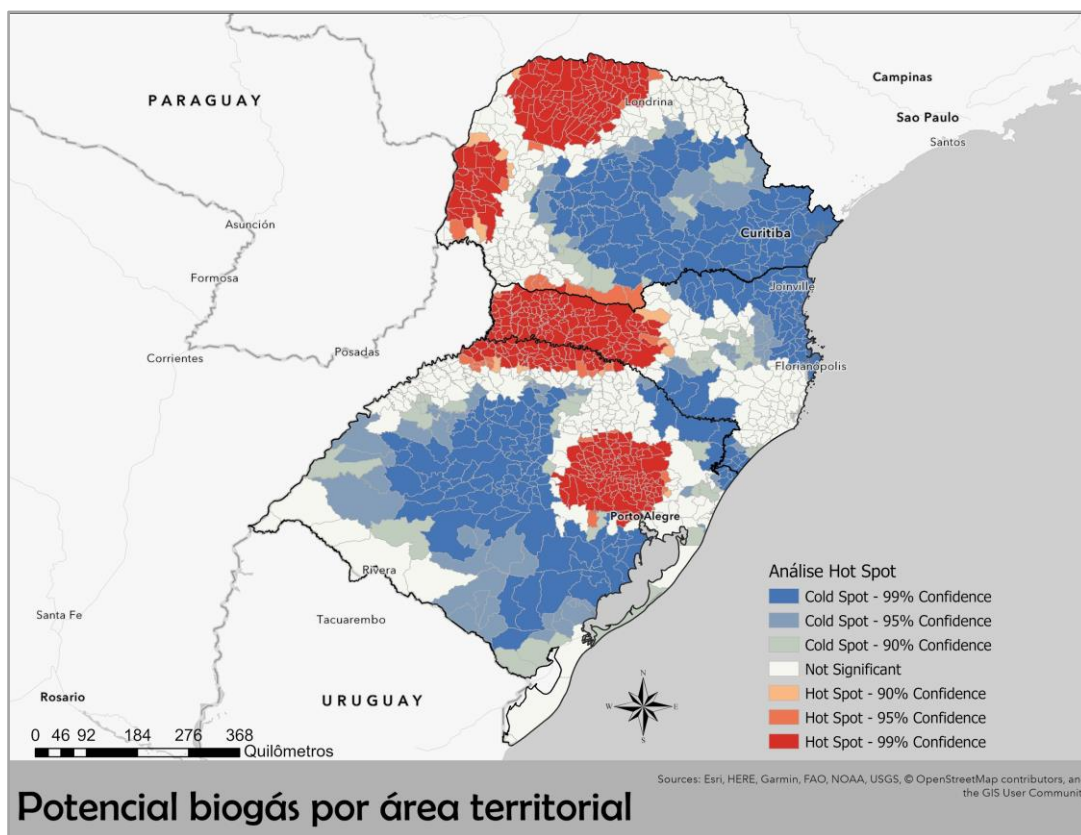 Campinas
PARAGUAY
Londrina
Sao Paulo
Santos
Asunción
Curitiba
Formosa
Joinville
Posadas
Corrientes
Florianópolis
Porto Alegre
Rivera
Análise Hot Spot
Cold Spot - 99% Confidence
Cold Spot - 95% Confidence
Santa Fe
Tacuarembo
Cold Spot - 90% Confidence
Not Significant
N
Hot Spot - 90% Confidence
Rosario
URUGUAY
W E
Hot Spot - 95% Confidence
S
Hot Spot - 99% Confidence
0 46 92 184 276 368
Quilômetros
Sources: Esri, HERE, Garmin, FAO, NOAA, USGS, © OpenStreetMap contributors, an
the GIS User Communit
Potencial biogás por área territorial